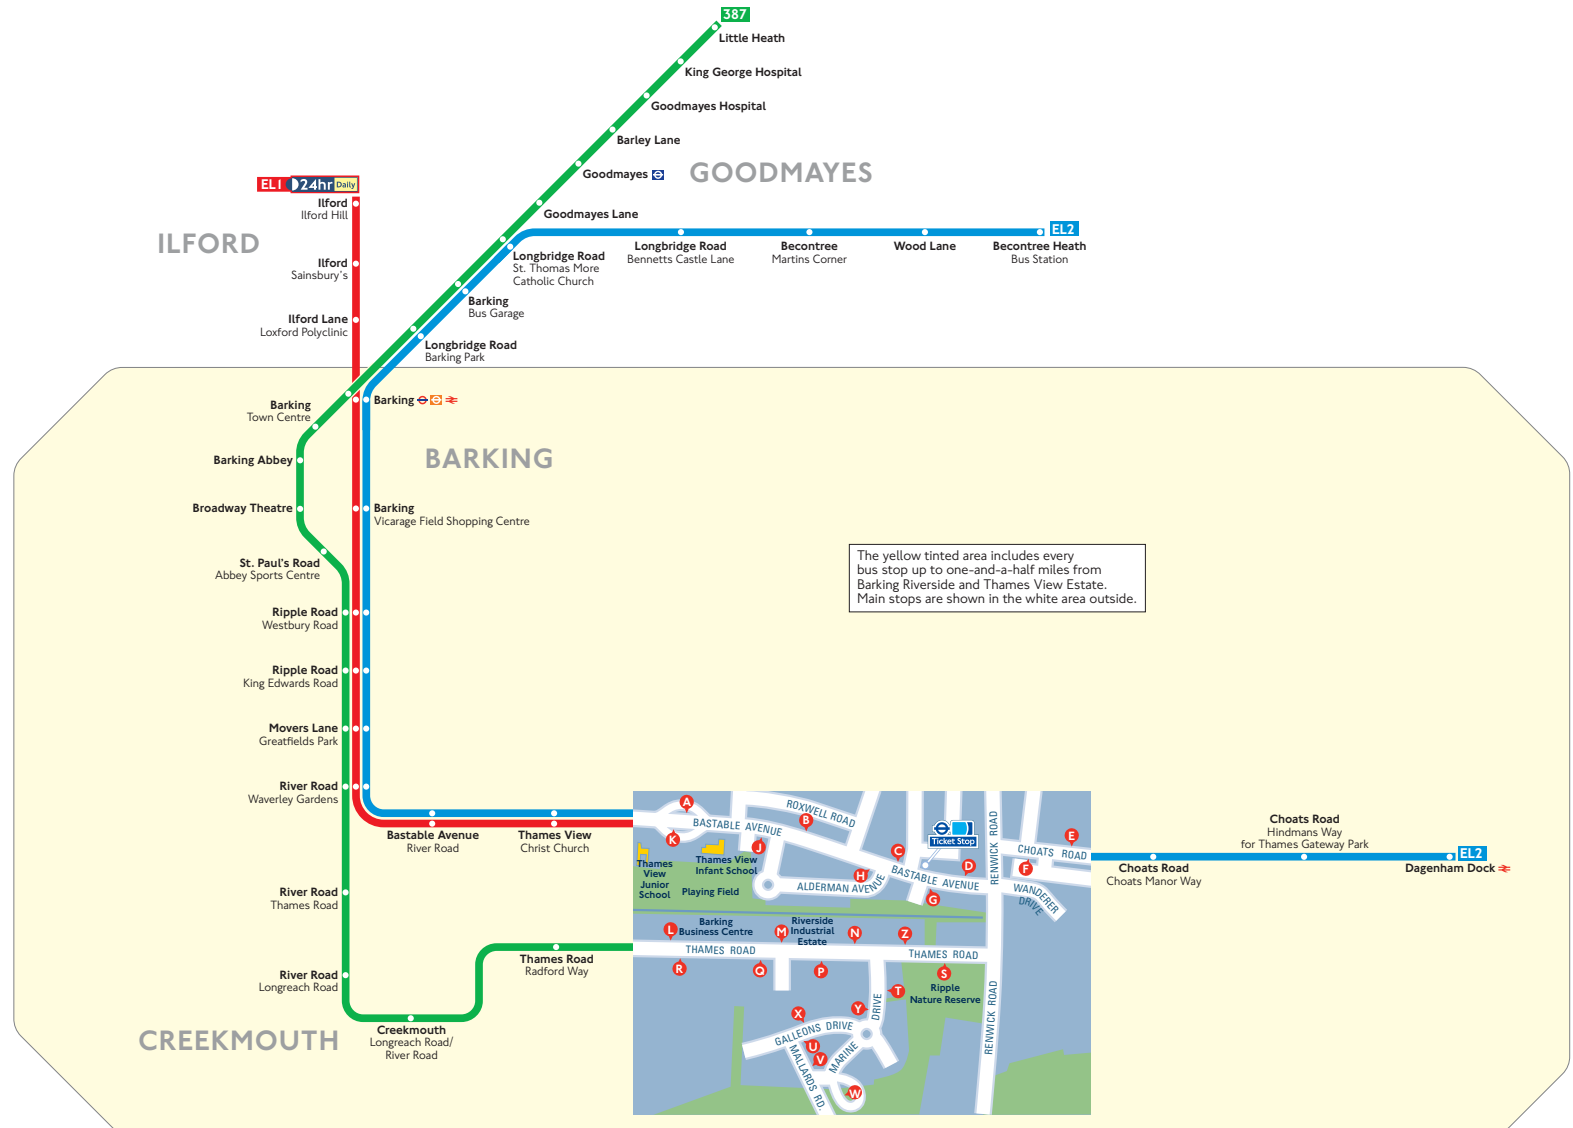 387
Little Heath
King George Hospital
Goodmayes Hospital
Barley Lane
Goodmayes
GOODMAYES
Goodmayes Lane
EL1 24hr Daily
Ilford
Ilford Hill
ILFORD
Ilford
Sainsbury's
Ilford Lane
Loxford Polyclinic
EL2
Longbridge Road
St. Thomas More
Catholic Church
Longbridge Road
Bennetts Castle Lane
Becontree
Martins Corner
Wood Lane
Becontree Heath
Bus Station
Barking
Bus Garage
Longbridge Road
Barking Park
Barking
Town Centre
Barking
BARKING
Barking Abbey
Broadway Theatre
Barking
Vicarage Field Shopping Centre
St. Paul's Road
Abbey Sports Centre
The yellow tinted area includes every
bus stop up to one-and-a-half miles from
Barking Riverside and Thames View Estate.
Main stops are shown in the white area outside.
Ripple Road
Westbury Road
Ripple Road
King Edwards Road
Movers Lane
Greatfields Park
River Road
Waverley Gardens
Bastable Avenue
River Road
Thames View
Christ Church
River Road
Thames Road
River Road
Longreach Road
Thames Road
Radford Way
CREEKMOUTH
Creekmouth
Longreach Road/
River Road
A
ROXWELL ROAD
B
BASTABLE AVENUE
K
J
Thames
View
Junior
School
Thames View
Infant School
Playing Field
C
Ticket Stop
H
ALDERMAN AVENUE
BASTABLE AVENUE
D
G
RENWICK ROAD
CHOATS ROAD
E
F
WANDERER
DRIVE
L
Barking
Business Centre
M
Riverside
Industrial
Estate
N
Z
THAMES ROAD
THAMES ROAD
R
Q
P
S
Ripple
Nature Reserve
T
X
Y
DRIVE
GALLEONS DRIVE
U
V
MARINE
MALLARDS RD.
W
RENWICK ROAD
Choats Road
Choats Manor Way
Choats Road
Hindmans Way
for Thames Gateway Park
EL2
Dagenham Dock